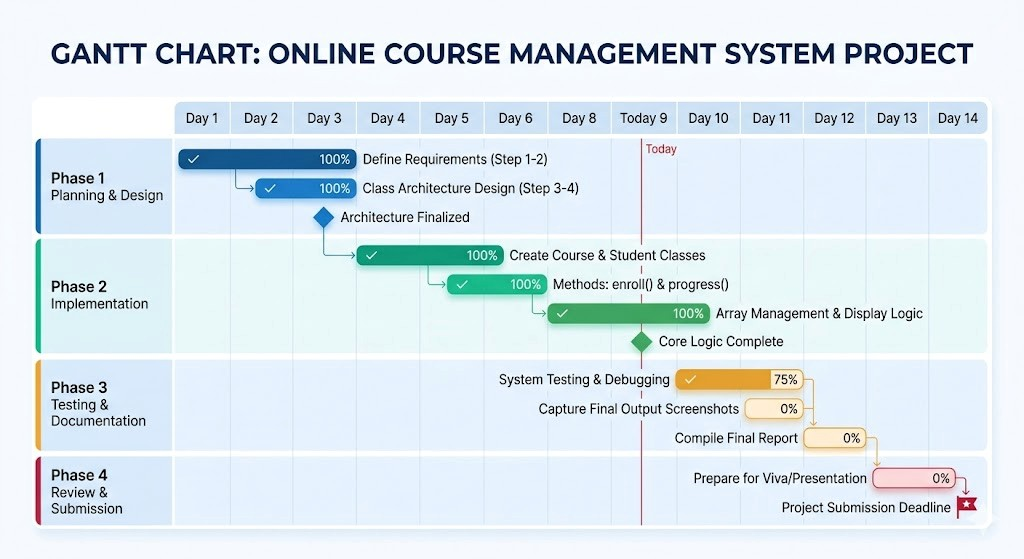 GANTT CHART: ONLINE COURSE MANAGEMENT SYSTEM PROJECT
Day 1 Day 2 Day 3 Day 4 Day 5 Day 6 Day 8 Today 9 Day 10 Day 11 Day 12 Day 13 Day 14
Today
Phase 1
Planning & Design
100% Define Requirements (Step 1-2)
100% Class Architecture Design (Step 3-4)
Architecture Finalized
Phase 2
Implementation
100% Create Course & Student Classes
100% Methods: enroll() & progress()
100% Array Management & Display Logic
Core Logic Complete
Phase 3
Testing &
Documentation
System Testing & Debugging 75%
Capture Final Output Screenshots 0%
Compile Final Report 0%
Phase 4
Review &
Submission
Prepare for Viva/Presentation 0%
Project Submission Deadline